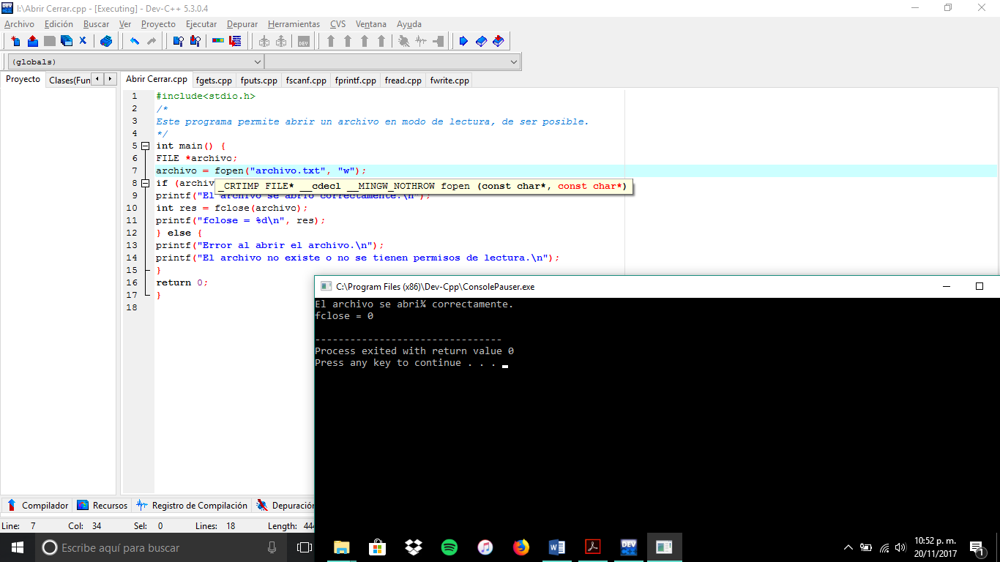 I:\Abrir Cerrar.cpp - [Executing] - Dev-C++ 5.3.0.4
Archivo Edición Buscar Ver Proyecto Ejecutar Depurar Herramientas CVS Ventana Ayuda
(globals)
Proyecto Clases(Fun Abrir Cerrar.cpp fgets.cpp fputs.cpp fscanf.cpp fprintf.cpp fread.cpp fwrite.cpp
1 #include<stdio.h>
2 /*
3 Este programa permite abrir un archivo en modo de lectura, de ser posible.
4 */
5 int main() {
6 FILE *archivo;
7 archivo = fopen("archivo.txt", "w");
8 if (archiv
_CRTIMP FILE* __cdecl __MINGW_NOTHROW fopen (const char*, const char*)
9 printf("El archivo se abrió correctamente.\n");
10 int res = fclose(archivo);
11 printf("fclose = %d\n", res);
12 } else {
13 printf("Error al abrir el archivo.\n");
14 printf("El archivo no existe o no se tienen permisos de lectura.\n");
15 }
16 return 0;
17 }
18
C:\Program Files (x86)\Dev-Cpp\ConsolePauser.exe
El archivo se abri¾ correctamente.
fclose = 0
--------------------------------
Process exited with return value 0
Press any key to continue . . .
Compilador Recursos Registro de Compilación Depuración
Line: 7 Col: 34 Sel: 0 Lines: 18 Length: 444
Escribe aquí para buscar
10:52 p. m.
20/11/2017
1